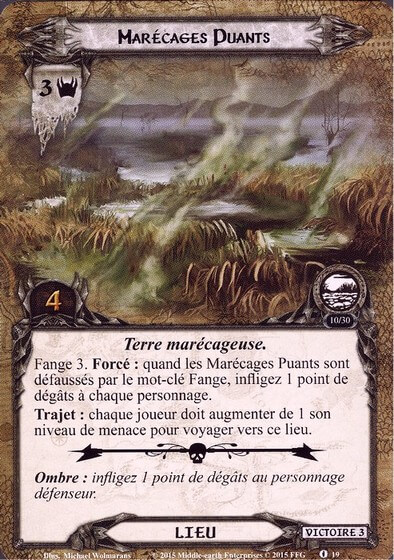 Marécages Puants
3
4
10/30
Terre marécageuse.
Fange 3. Forcé : quand les Marécages Puants sont
défaussés par le mot-clé Fange, infligez 1 point de
dégâts à chaque personnage.
Trajet : chaque joueur doit augmenter de 1 son
niveau de menace pour voyager vers ce lieu.
Ombre : infligez 1 point de dégâts au personnage
défenseur.
LIEU
VICTOIRE 3
Illus. Michael Wolmarans © 2015 Middle-earth Enterprises © 2015 FFG 19